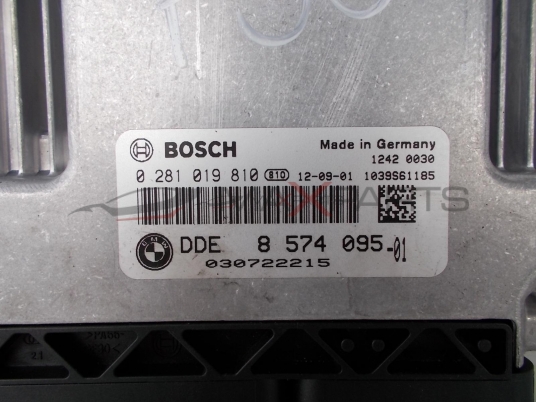 BOSCH
Made in Germany
1242 0030
0 281 019 810 810 12-09-01 1039S61185
MAXPARTS
DDE 8 574 095-01
030722215